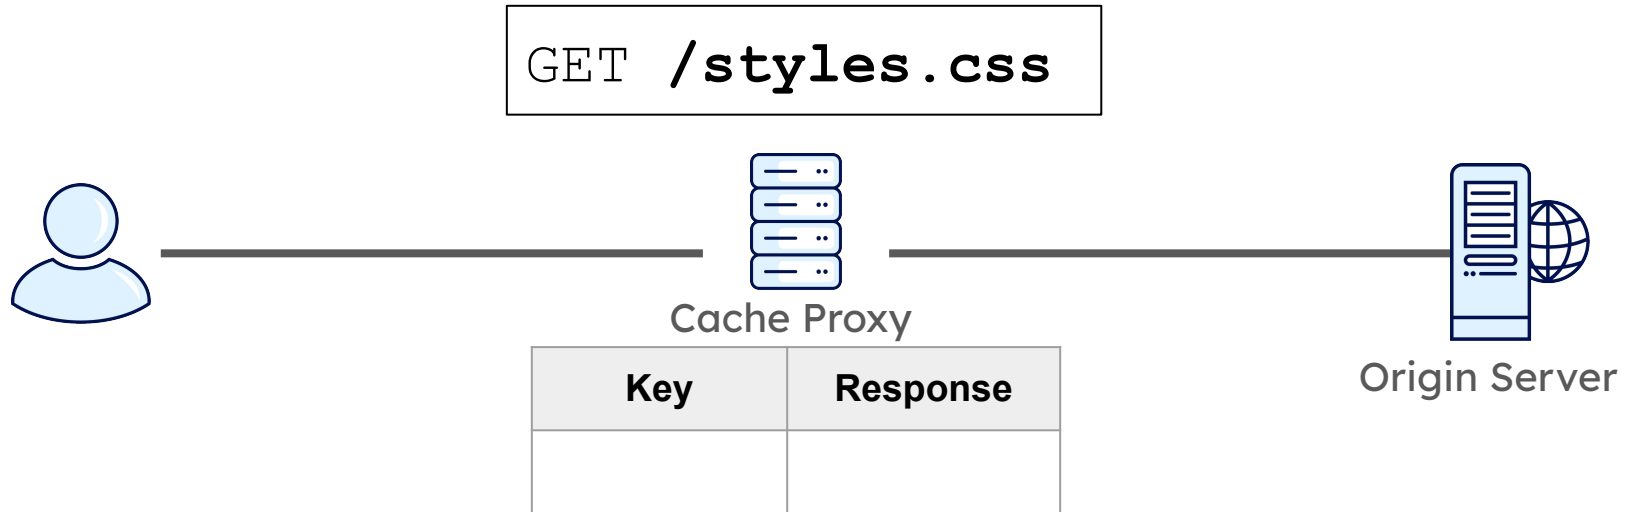 GET /styles.css
Cache Proxy
Key Response
Origin Server